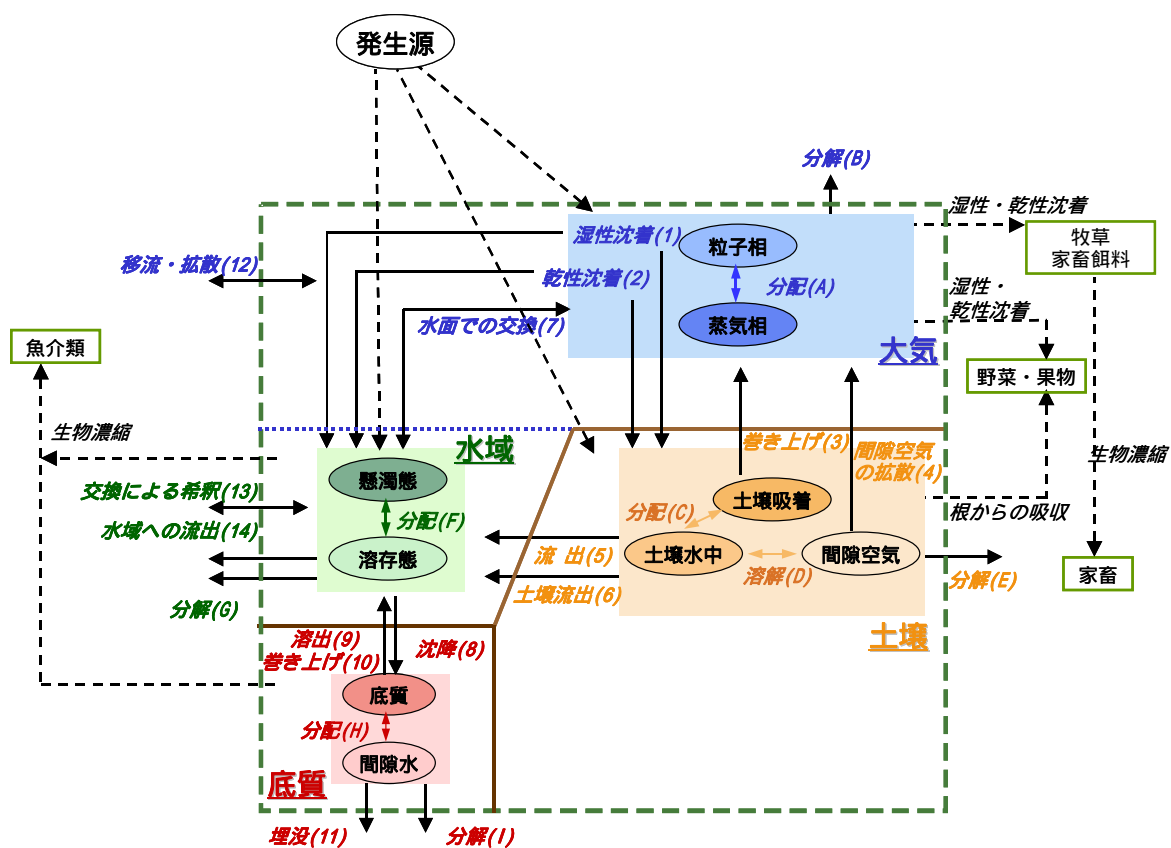 発生源
分解(B)
湿性・乾性沈着
牧草
家畜餌料
湿性沈着(1)
粒子相
移流・拡散(12)
乾性沈着(2)
分配(A)
湿性・
乾性沈着
水面での交換(7)
蒸気相
大気
魚介類
野菜・果物
生物濃縮
水域
巻き上げ(3)
間隙空気
の拡散(4)
生物濃縮
懸濁態
交換による希釈(13)
土壌吸着
分配(F)
分配(C)
根からの吸収
水域への流出(14)
溶存態
流 出(5)
土壌水中
間隙空気
溶解(D)
分解(E)
家畜
土壌流出(6)
分解(G)
土壌
溶出(9)
巻き上げ(10)
沈降(8)
底質
分配(H)
間隙水
底質
埋没(11)
分解(I)